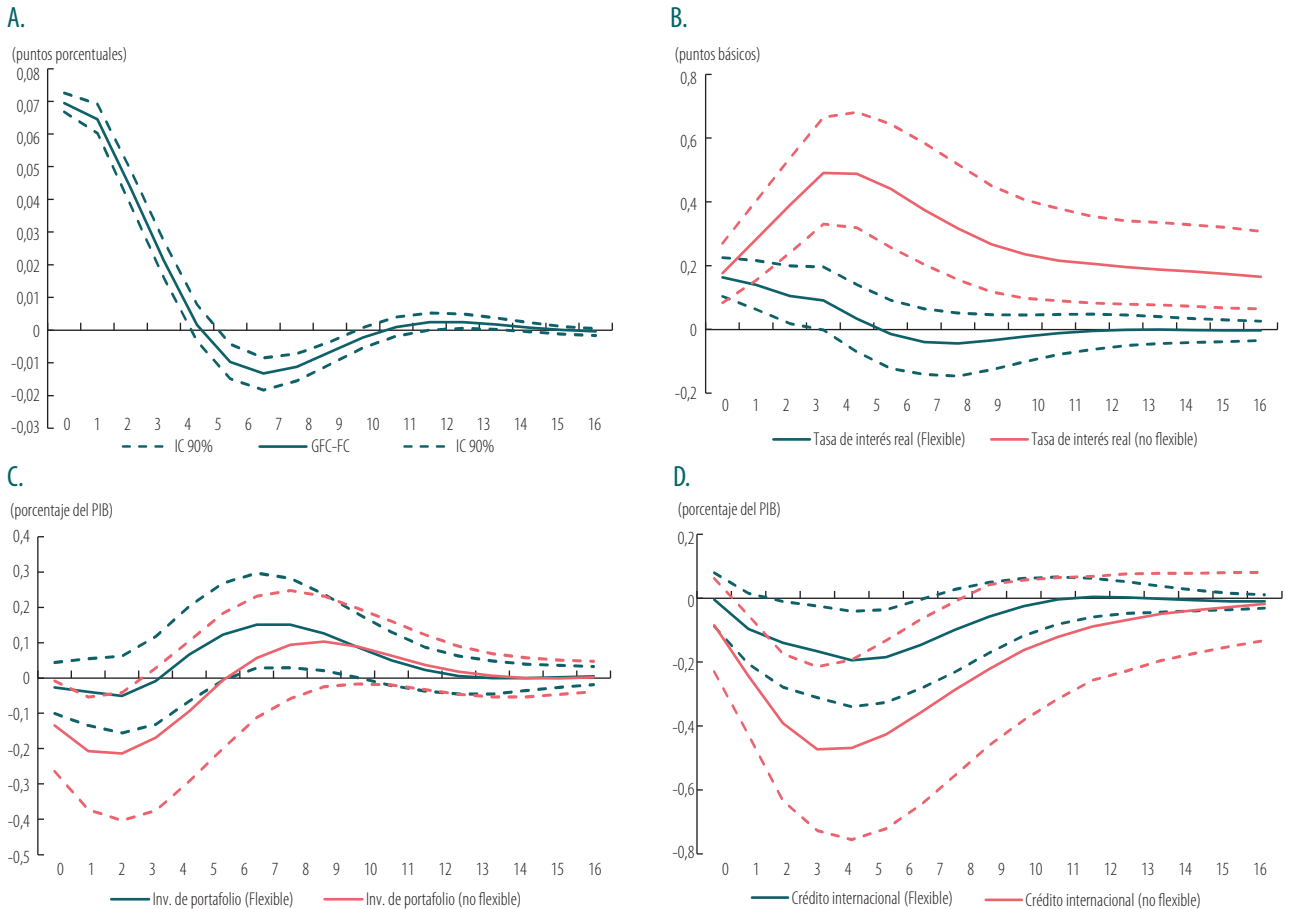 A.
(puntos porcentuales)
0,08
0,07
0,06
0,05
0,04
0,03
0,02
0,01
0
-0,01
-0,02
-0,03
0 1 2 3 4 5 6 7 8 9 10 11 12 13 14 15 16
IC 90% GFC-FC IC 90%
B.
(puntos básicos)
0,8
0,6
0,4
0,2
0
-0,2
0 1 2 3 4 5 6 7 8 9 10 11 12 13 14 15 16
Tasa de interés real (Flexible) Tasa de interés real (no flexible)
C.
(porcentaje del PIB)
0,4
0,3
0,2
0,1
0
-0,1
-0,2
-0,3
-0,4
-0,5
0 1 2 3 4 5 6 7 8 9 10 11 12 13 14 15 16
Inv. de portafolio (Flexible) Inv. de portafolio (no flexible)
D.
(porcentaje del PIB)
0,2
0
-0,2
-0,4
-0,6
-0,8
0 1 2 3 4 5 6 7 8 9 10 11 12 13 14 15 16
Crédito internacional (Flexible) Crédito internacional (no flexible)